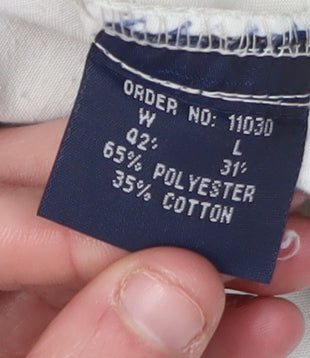 ORDER NO: 11030
W L
42" 31"
65% POLYESTER
35% COTTON